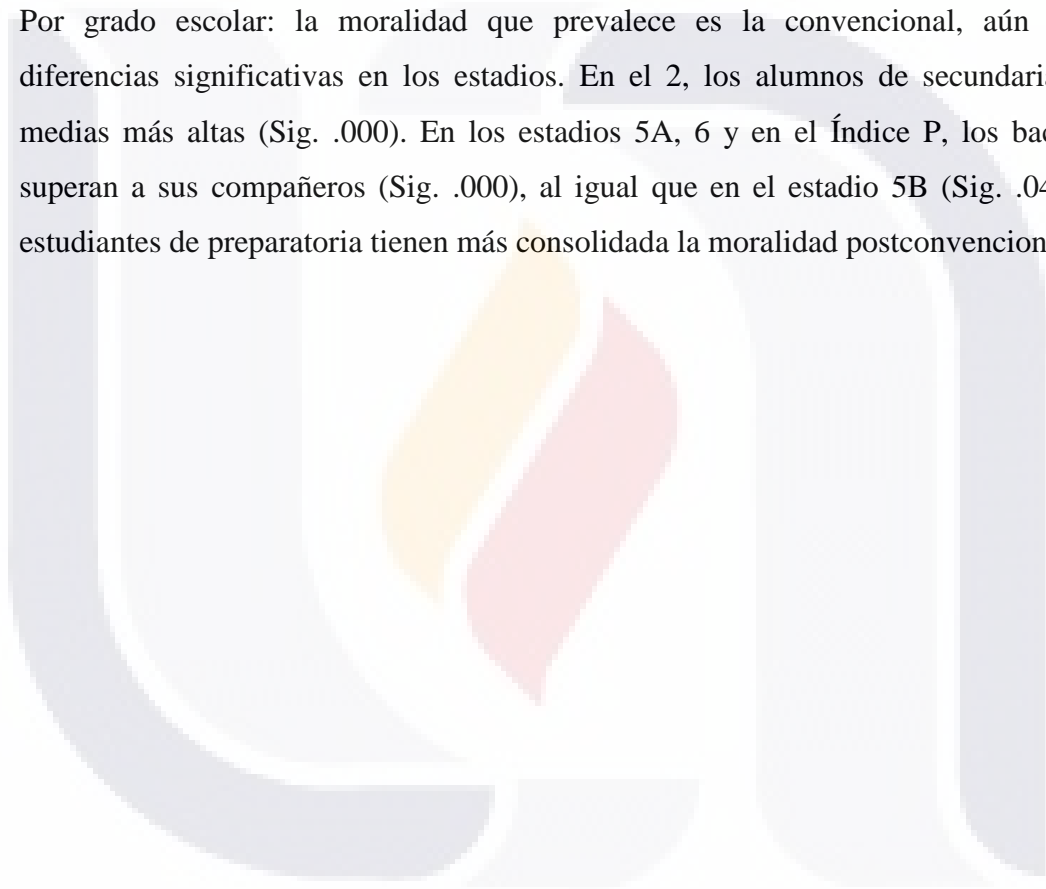 Por grado escolar: la moralidad que prevalece es la convencional, aún
diferencias significativas en los estadios. En el 2, los alumnos de secundari
medias más altas (Sig. .000). En los estadios 5A, 6 y en el Índice P, los bac
superan a sus compañeros (Sig. .000), al igual que en el estadio 5B (Sig. .04
estudiantes de preparatoria tienen más consolidada la moralidad postconvencion